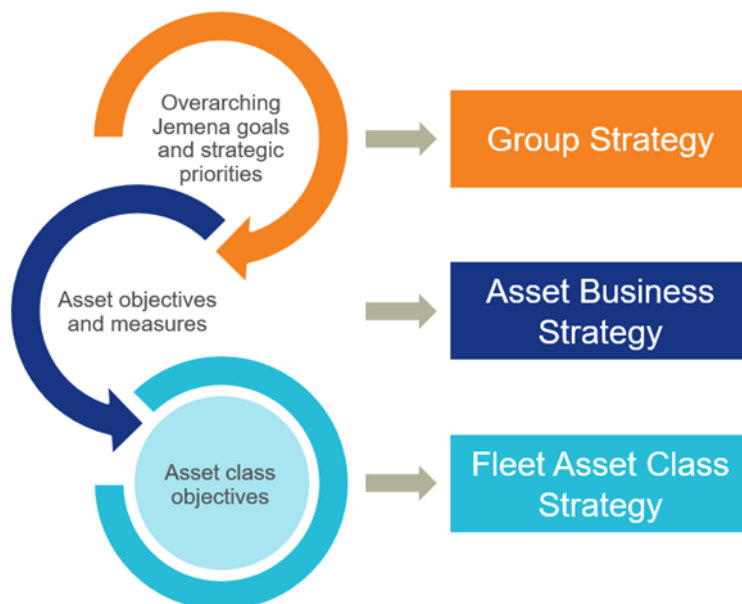 Overarching
Jemena goals
and strategic
priorities
Group Strategy
Asset objectives
and measures
Asset Business
Strategy
Asset class
objectives
Fleet Asset Class
Strategy